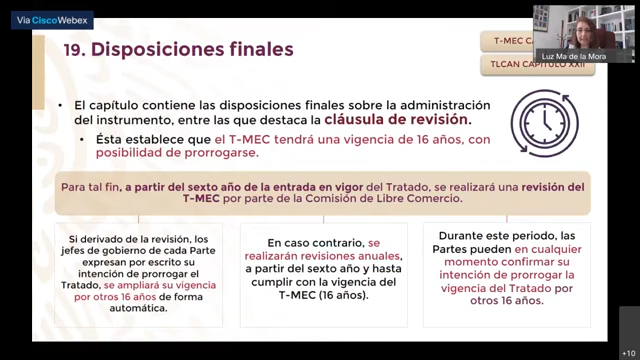 Vía CiscoWebex
19. Disposiciones finales
T-MEC CA
TLCAN CAPÍTULO XXII
Luz Ma de la Mora
• El capítulo contiene las disposiciones finales sobre la administración
del instrumento, entre las que destaca la cláusula de revisión.
• Ésta establece que el T-MEC tendrá una vigencia de 16 años, con
posibilidad de prorrogarse.
Para tal fin, a partir del sexto año de la entrada en vigor del Tratado, se realizará una revisión del
T-MEC por parte de la Comisión de Libre Comercio.
Si derivado de la revisión, los
jefes de gobierno de cada Parte
expresan por escrito su
intención de prorrogar el
Tratado, se ampliará su vigencia
por otros 16 años de forma
automática.
En caso contrario, se
realizarán revisiones anuales,
a partir del sexto año y hasta
cumplir con la vigencia del
T-MEC (16 años).
Durante este periodo, las
Partes pueden en cualquier
momento confirmar su
intención de prorrogar la
vigencia del Tratado por
otros 16 años.
+10